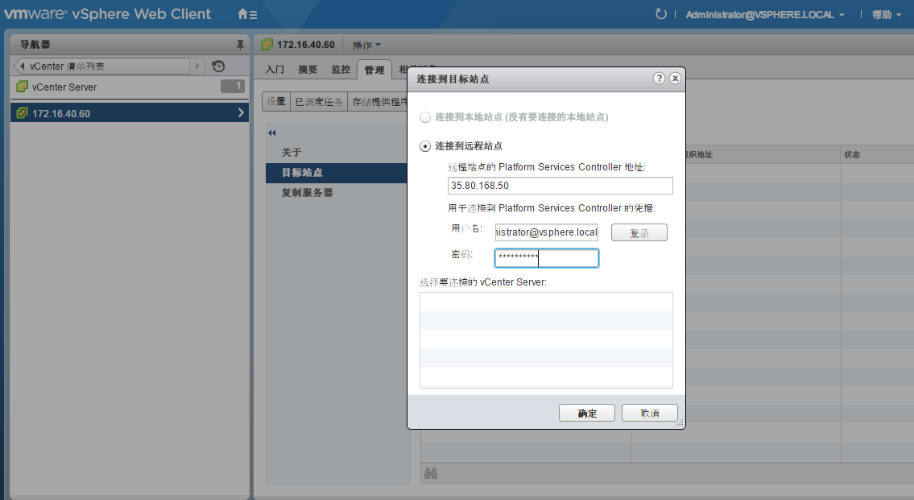 vmware® vSphere Web Client
Administrator@VSPHERE.LOCAL
帮助
导航器
vCenter 清单列表
vCenter Server 1
172.16.40.60
172.16.40.60 操作
入门 摘要 监控 管理
设置 已调度任务 存储提供程序
关于
目标站点
复制服务器
组织地址 状态
连接到目标站点
连接到本地站点 (没有要连接的本地站点)
连接到远程站点
远程站点的 Platform Services Controller 地址:
35.80.168.50
用于连接到 Platform Services Controller 的凭据:
用户名: nistrator@vsphere.local 登录
密码: **********
选择要连接的 vCenter Server:
确定 取消